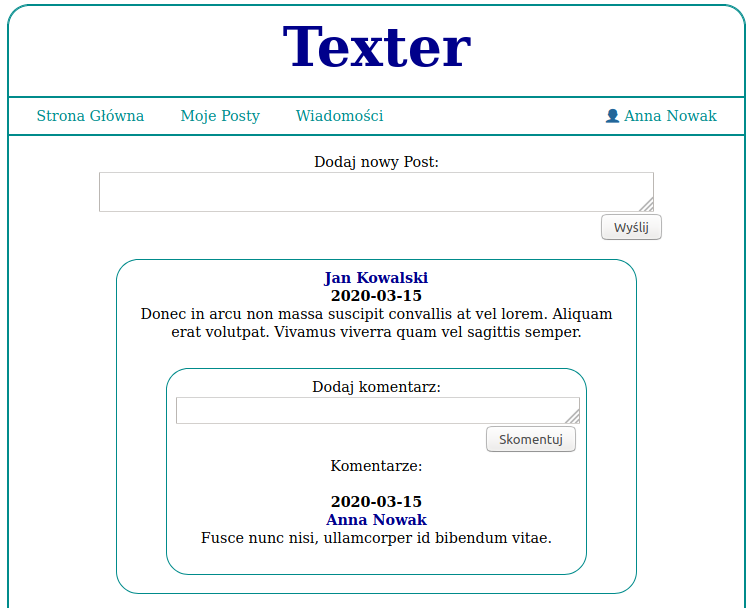 Texter
Strona Główna Moje Posty Wiadomości Anna Nowak
Dodaj nowy Post:
Wyślij
Jan Kowalski
2020-03-15
Donec in arcu non massa suscipit convallis at vel lorem. Aliquam
erat volutpat. Vivamus viverra quam vel sagittis semper.
Dodaj komentarz:
Skomentuj
Komentarze:
2020-03-15
Anna Nowak
Fusce nunc nisi, ullamcorper id bibendum vitae.